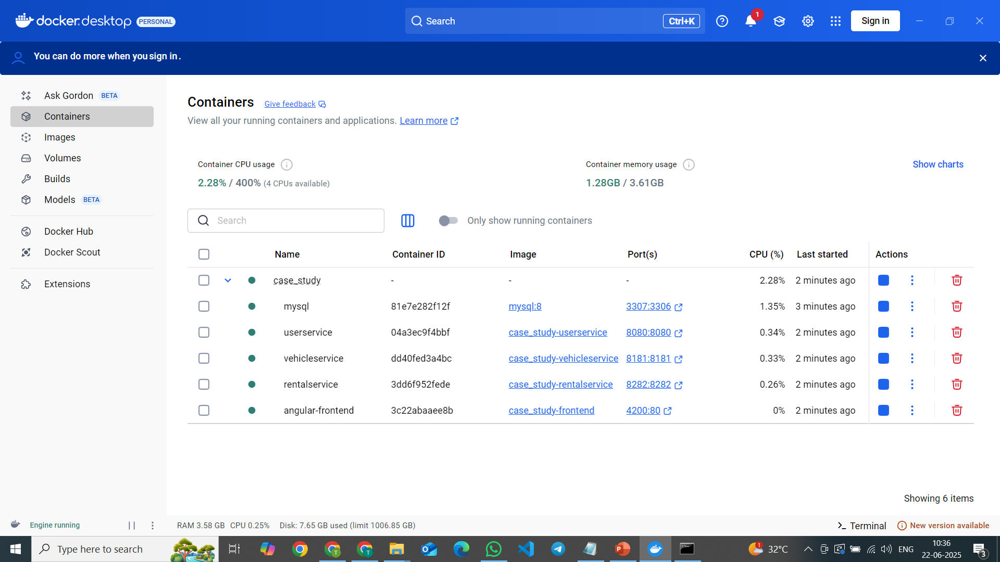 docker.desktop PERSONAL
Search Ctrl+K
1
Sign in
You can do more when you sign in.
Ask Gordon BETA
Containers
Images
Volumes
Builds
Models BETA
Docker Hub
Docker Scout
Extensions
Containers Give feedback
View all your running containers and applications. Learn more
Container CPU usage
2.28% / 400% (4 CPUs available)
Container memory usage
1.28GB / 3.61GB
Show charts
Search
Only show running containers
Name Container ID Image Port(s) CPU (%) Last started Actions
case_study - - - 2.28% 2 minutes ago
mysql 81e7e282f12f mysql:8 3307:3306 1.35% 3 minutes ago
userservice 04a3ec9f4bbf case_study-userservice 8080:8080 0.34% 2 minutes ago
vehicleservice dd40fed3a4bc case_study-vehicleservice 8181:8181 0.33% 2 minutes ago
rentalservice 3dd6f952fede case_study-rentalservice 8282:8282 0.26% 2 minutes ago
angular-frontend 3c22abaaee8b case_study-frontend 4200:80 0% 2 minutes ago
Showing 6 items
Engine running
RAM 3.58 GB CPU 0.25% Disk: 7.65 GB used (limit 1006.85 GB)
Terminal
New version available
Type here to search
T
T
P
1
32°C
ENG
10:36
22-06-2025
3